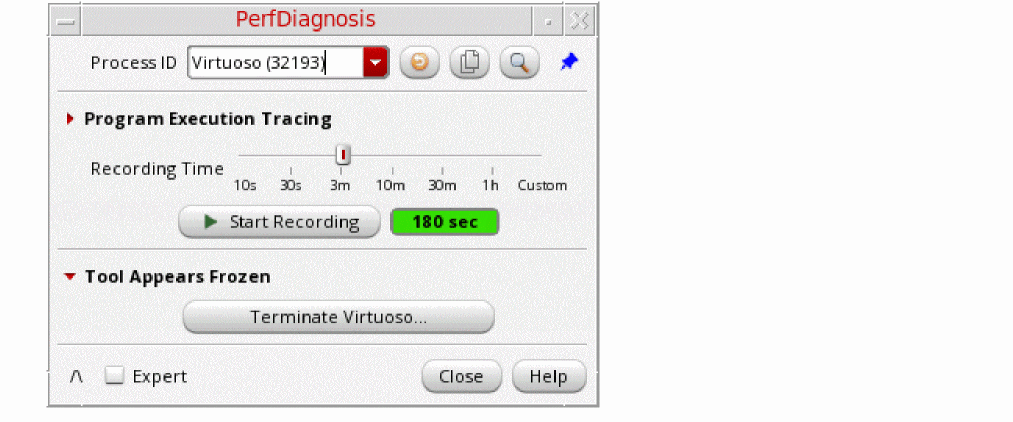 PerfDiagnosis
Process ID Virtuoso (32193)
Program Execution Tracing
Recording Time
10s 30s 3m 10m 30m 1h Custom
Start Recording 180 sec
Tool Appears Frozen
Terminate Virtuoso...
Expert Close Help